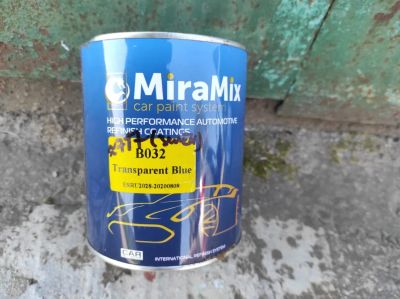 MiraMix
car paint system
HIGH PERFORMANCE AUTOMOTIVE
REFINISH COATINGS
B032
Transparent Blue
CAR
INTERNATIONAL REFINISH SYSTEM